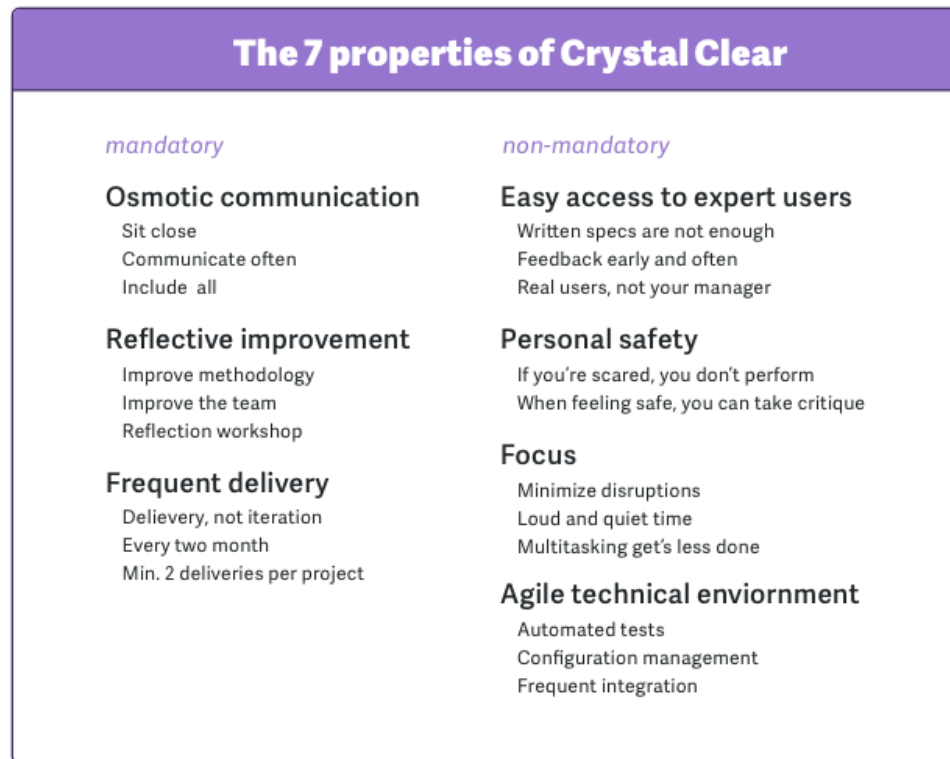 The 7 properties of Crystal Clear
mandatory
Osmotic communication
Sit close
Communicate often
Include all
Reflective improvement
Improve methodology
Improve the team
Reflection workshop
Frequent delivery
Delievery, not iteration
Every two month
Min. 2 deliveries per project
non-mandatory
Easy access to expert users
Written specs are not enough
Feedback early and often
Real users, not your manager
Personal safety
If you're scared, you don't perform
When feeling safe, you can take critique
Focus
Minimize disruptions
Loud and quiet time
Multitasking get's less done
Agile technical enviornment
Automated tests
Configuration management
Frequent integration